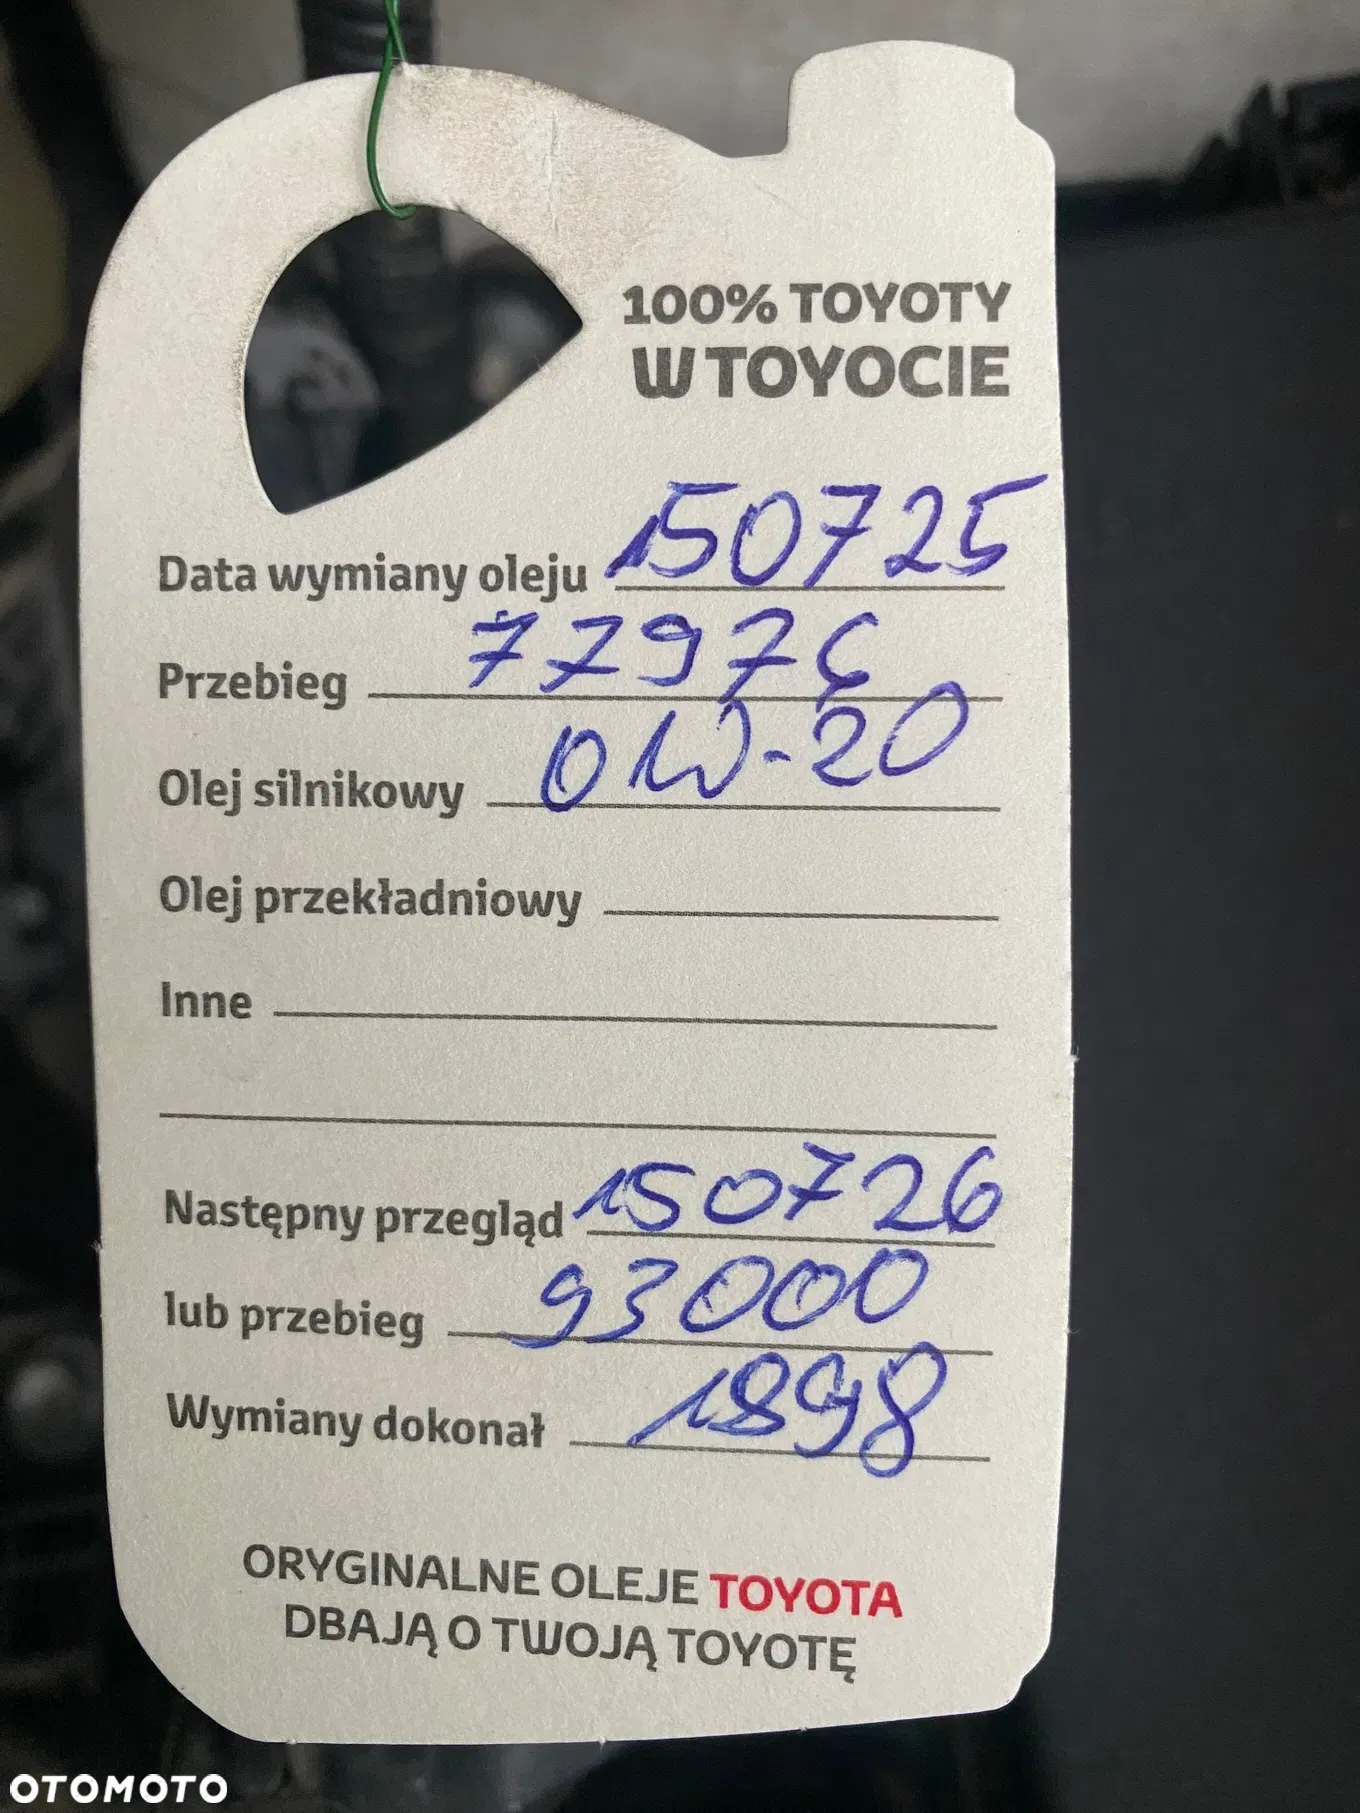 100% TOYOTY
W TOYOCIE
Data wymiany oleju 150725
Przebieg 77976
Olej silnikowy 0W-20
Olej przekładniowy
Inne
Następny przegląd 150726
lub przebieg 93000
Wymiany dokonał 1898
ORYGINALNE OLEJE TOYOTA
DBAJĄ O TWOJĄ TOYOTĘ
OTOMOTO